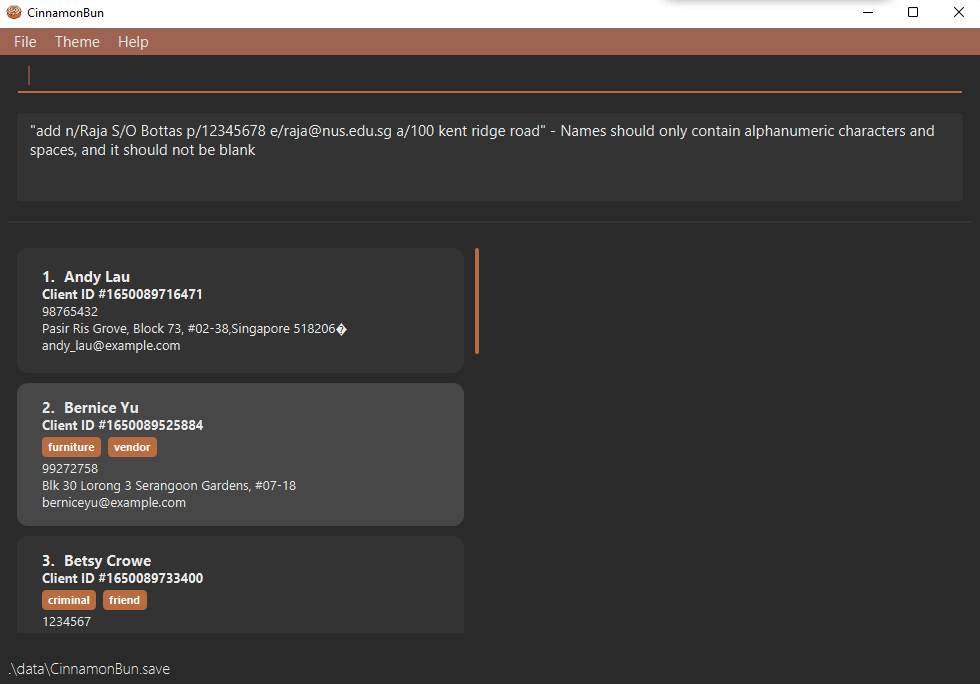 CinnamonBun
File Theme Help
"add n/Raja S/O Bottas p/12345678 e/raja@nus.edu.sg a/100 kent ridge road" - Names should only contain alphanumeric characters and
spaces, and it should not be blank
1. Andy Lau
Client ID #1650089716471
98765432
Pasir Ris Grove, Block 73, #02-38,Singapore 518206�
andy_lau@example.com
2. Bernice Yu
Client ID #1650089525884
furniture vendor
99272758
Blk 30 Lorong 3 Serangoon Gardens, #07-18
berniceyu@example.com
3. Betsy Crowe
Client ID #1650089733400
criminal friend
1234567
.\data\CinnamonBun.save